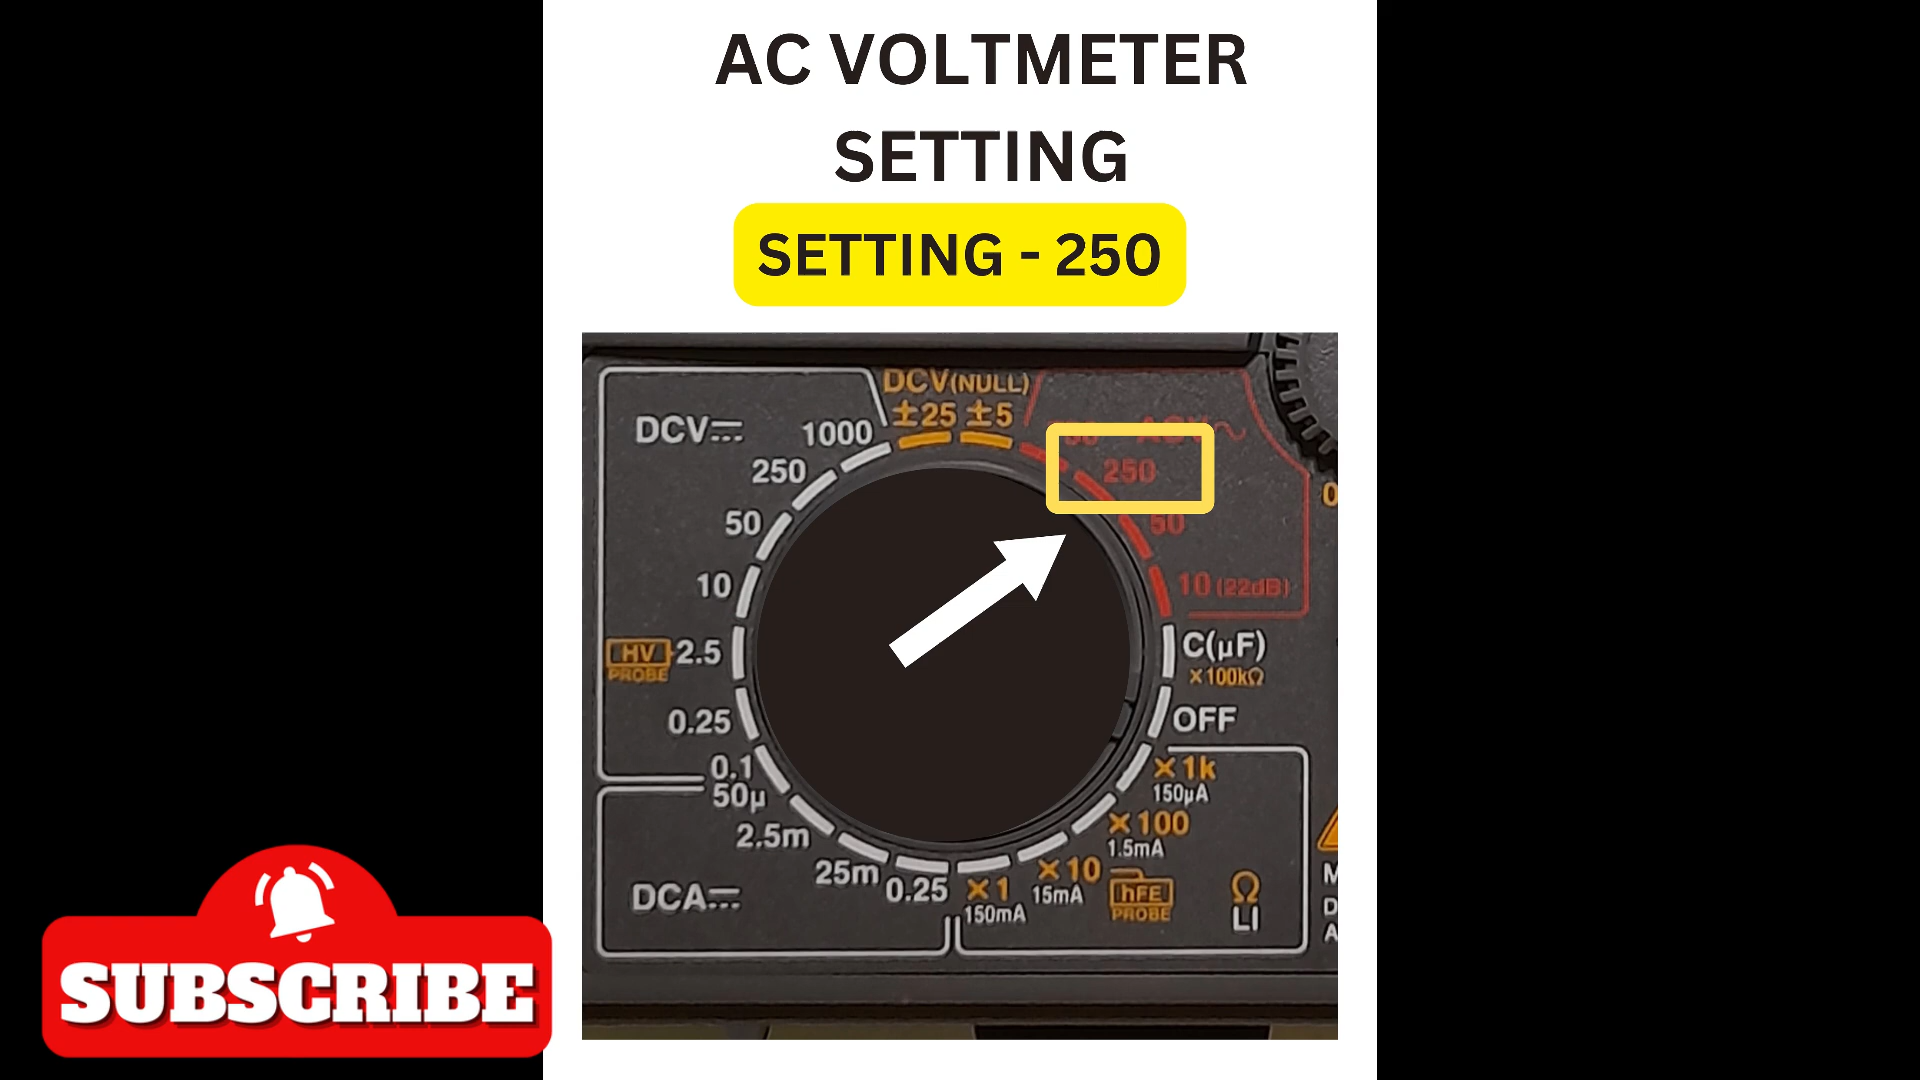 AC VOLTMETER
SETTING
SETTING - 250
DCV(NULL)
±25 ±5
DCV
1000
250
50
10
HV
PROBE
2.5
0.25
0.1
50µ
2.5m
25m
0.25
DCA
250
50
10 (22dB)
C(µF)
×100kΩ
OFF
×1k
150µA
×100
1.5mA
×10
15mA
×1
150mA
hFE
PROBE
Ω
LI
SUBSCRIBE